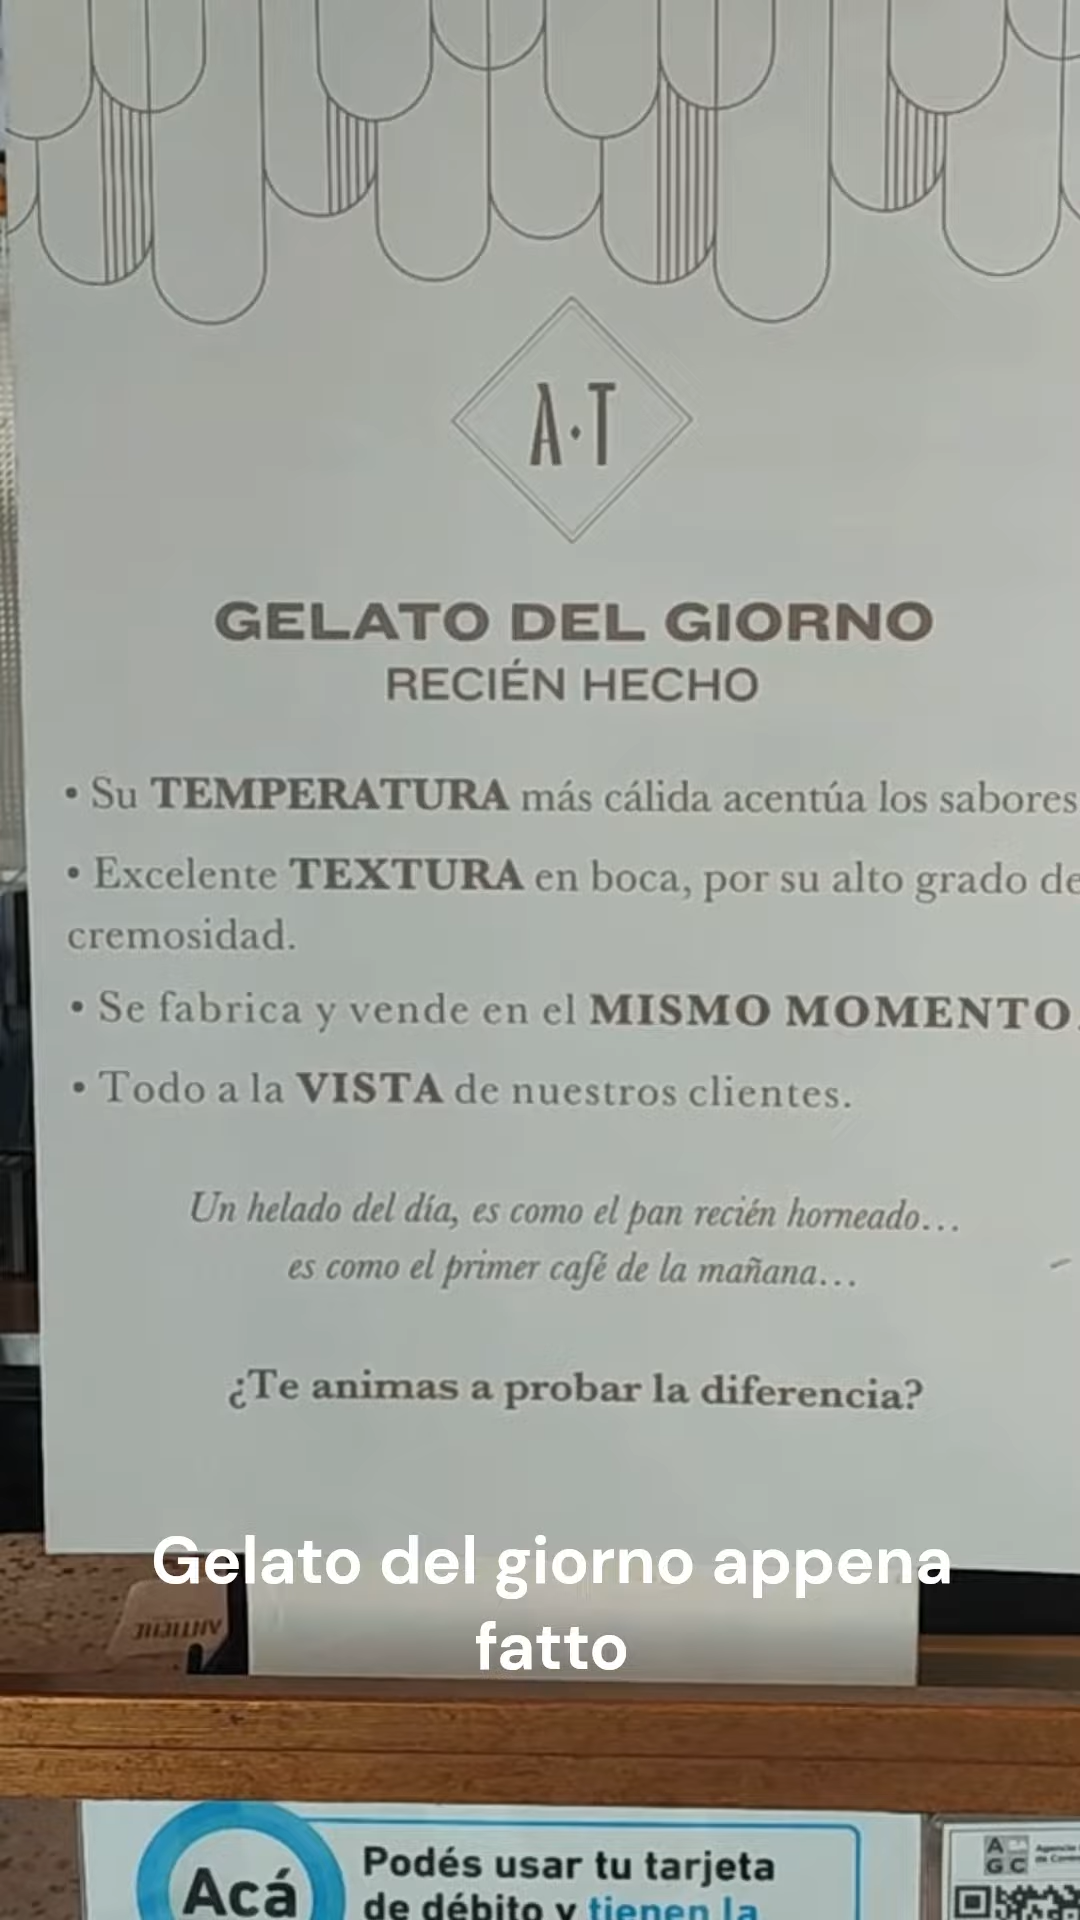 A·T
GELATO DEL GIORNO
RECIÉN HECHO
• Su TEMPERATURA más cálida acentúa los sabores
• Excelente TEXTURA en boca, por su alto grado de
cremosidad.
• Se fabrica y vende en el MISMO MOMENTO.
• Todo a la VISTA de nuestros clientes.
Un helado del día, es como el pan recién horneado...
es como el primer café de la mañana...
¿Te animas a probar la diferencia?
Gelato del giorno appena
fatto
Acá
Podés usar tu tarjeta
de débito y tienen la
A
G C